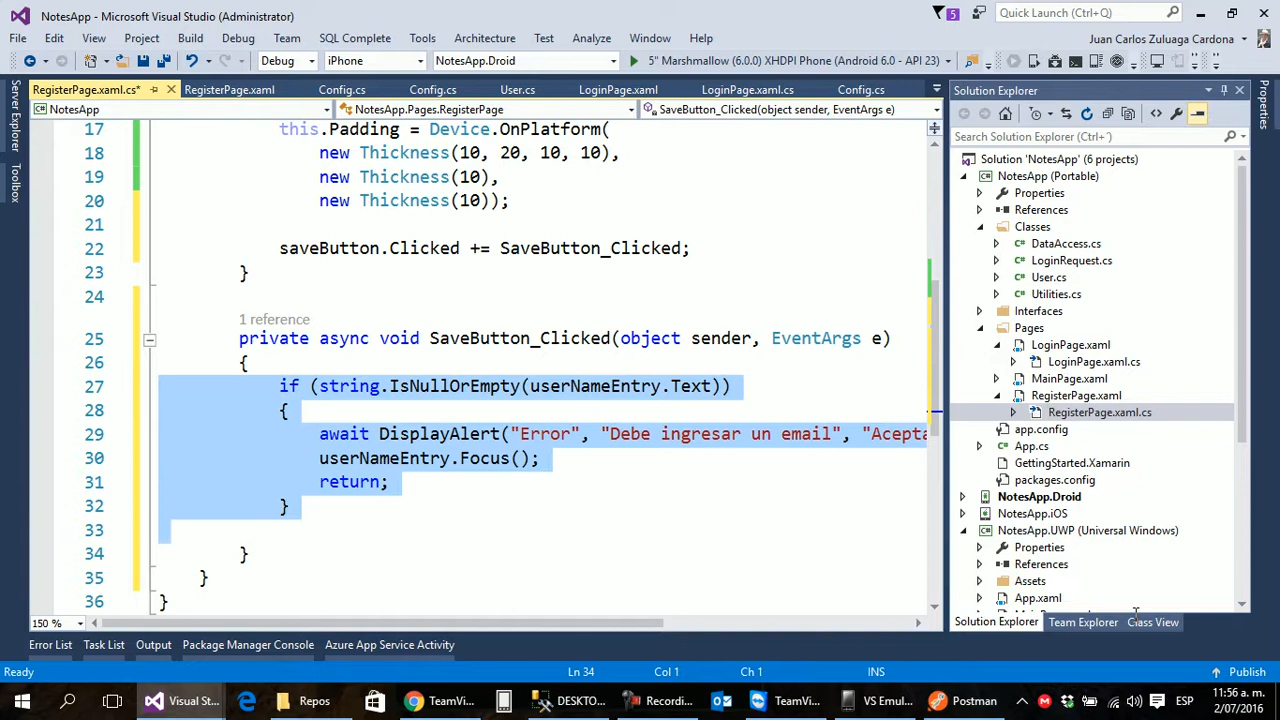 NotesApp - Microsoft Visual Studio (Administrator)
5
Quick Launch (Ctrl+Q)
File Edit View Project Build Debug Team SQL Complete Tools Architecture Test Analyze Window Help
Juan Carlos Zuluaga Cardona
Debug iPhone NotesApp.Droid 5" Marshmallow (6.0.0) XHDPI Phone (Android 6.0 - API 23)
RegisterPage.xaml.cs* RegisterPage.xaml Config.cs Config.cs User.cs LoginPage.xaml LoginPage.xaml.cs Config.cs
NotesApp NotesApp.Pages.RegisterPage SaveButton_Clicked(object sender, EventArgs e)
Server Explorer
Toolbox
17 this.Padding = Device.OnPlatform(
18 new Thickness(10, 20, 10, 10),
19 new Thickness(10),
20 new Thickness(10));
21
22 saveButton.Clicked += SaveButton_Clicked;
23 }
24
1 reference
25 private async void SaveButton_Clicked(object sender, EventArgs e)
26 {
27 if (string.IsNullOrEmpty(userNameEntry.Text))
28 {
29 await DisplayAlert("Error", "Debe ingresar un email", "Acepta
30 userNameEntry.Focus();
31 return;
32 }
33
34 }
35 }
36 }
150 %
Solution Explorer
Search Solution Explorer (Ctrl+´)
Solution 'NotesApp' (6 projects)
NotesApp (Portable)
Properties
References
Classes
DataAccess.cs
LoginRequest.cs
User.cs
Utilities.cs
Interfaces
Pages
LoginPage.xaml
LoginPage.xaml.cs
MainPage.xaml
RegisterPage.xaml
RegisterPage.xaml.cs
app.config
App.cs
GettingStarted.Xamarin
packages.config
NotesApp.Droid
NotesApp.iOS
NotesApp.UWP (Universal Windows)
Properties
References
Assets
App.xaml
Solution Explorer Team Explorer Class View
Properties
Error List Task List Output Package Manager Console Azure App Service Activity
Ready Ln 34 Col 1 Ch 1 INS Publish
Visual St... Repos TeamV... DESKTO... Recordi... TeamVi... VS Emul... Postman ESP
11:56 a. m.
2/07/2016